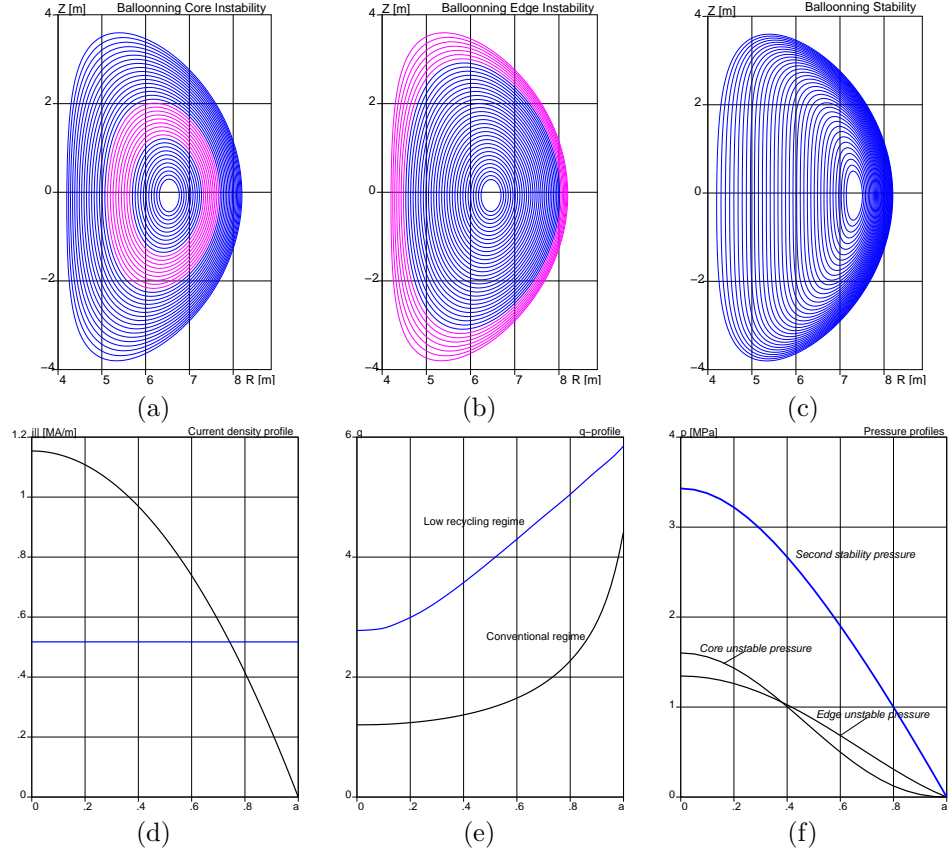 Z [m] Ballooonning Core Instability
4
2
0
−2
−4
4 5 6 7 8 R [m]
(a)
Z [m] Ballooonning Edge Instability
4
2
0
−2
−4
4 5 6 7 8 R [m]
(b)
Z [m] Ballooonning Stability
4
2
0
−2
−4
4 5 6 7 8 R [m]
(c)
j|| [MA/m] Current density profile
1.2
1
.8
.6
.4
.2
0
0 .2 .4 .6 .8 a
(d)
q q−profile
6
Low recycling regime
4
Conventional regime
2
0
0 .2 .4 .6 .8 a
(e)
p [MPa] Pressure profiles
4
3
Second stability pressure
2
Core unstable pressure
1
Edge unstable pressure
0
0 .2 .4 .6 .8 a
(f)